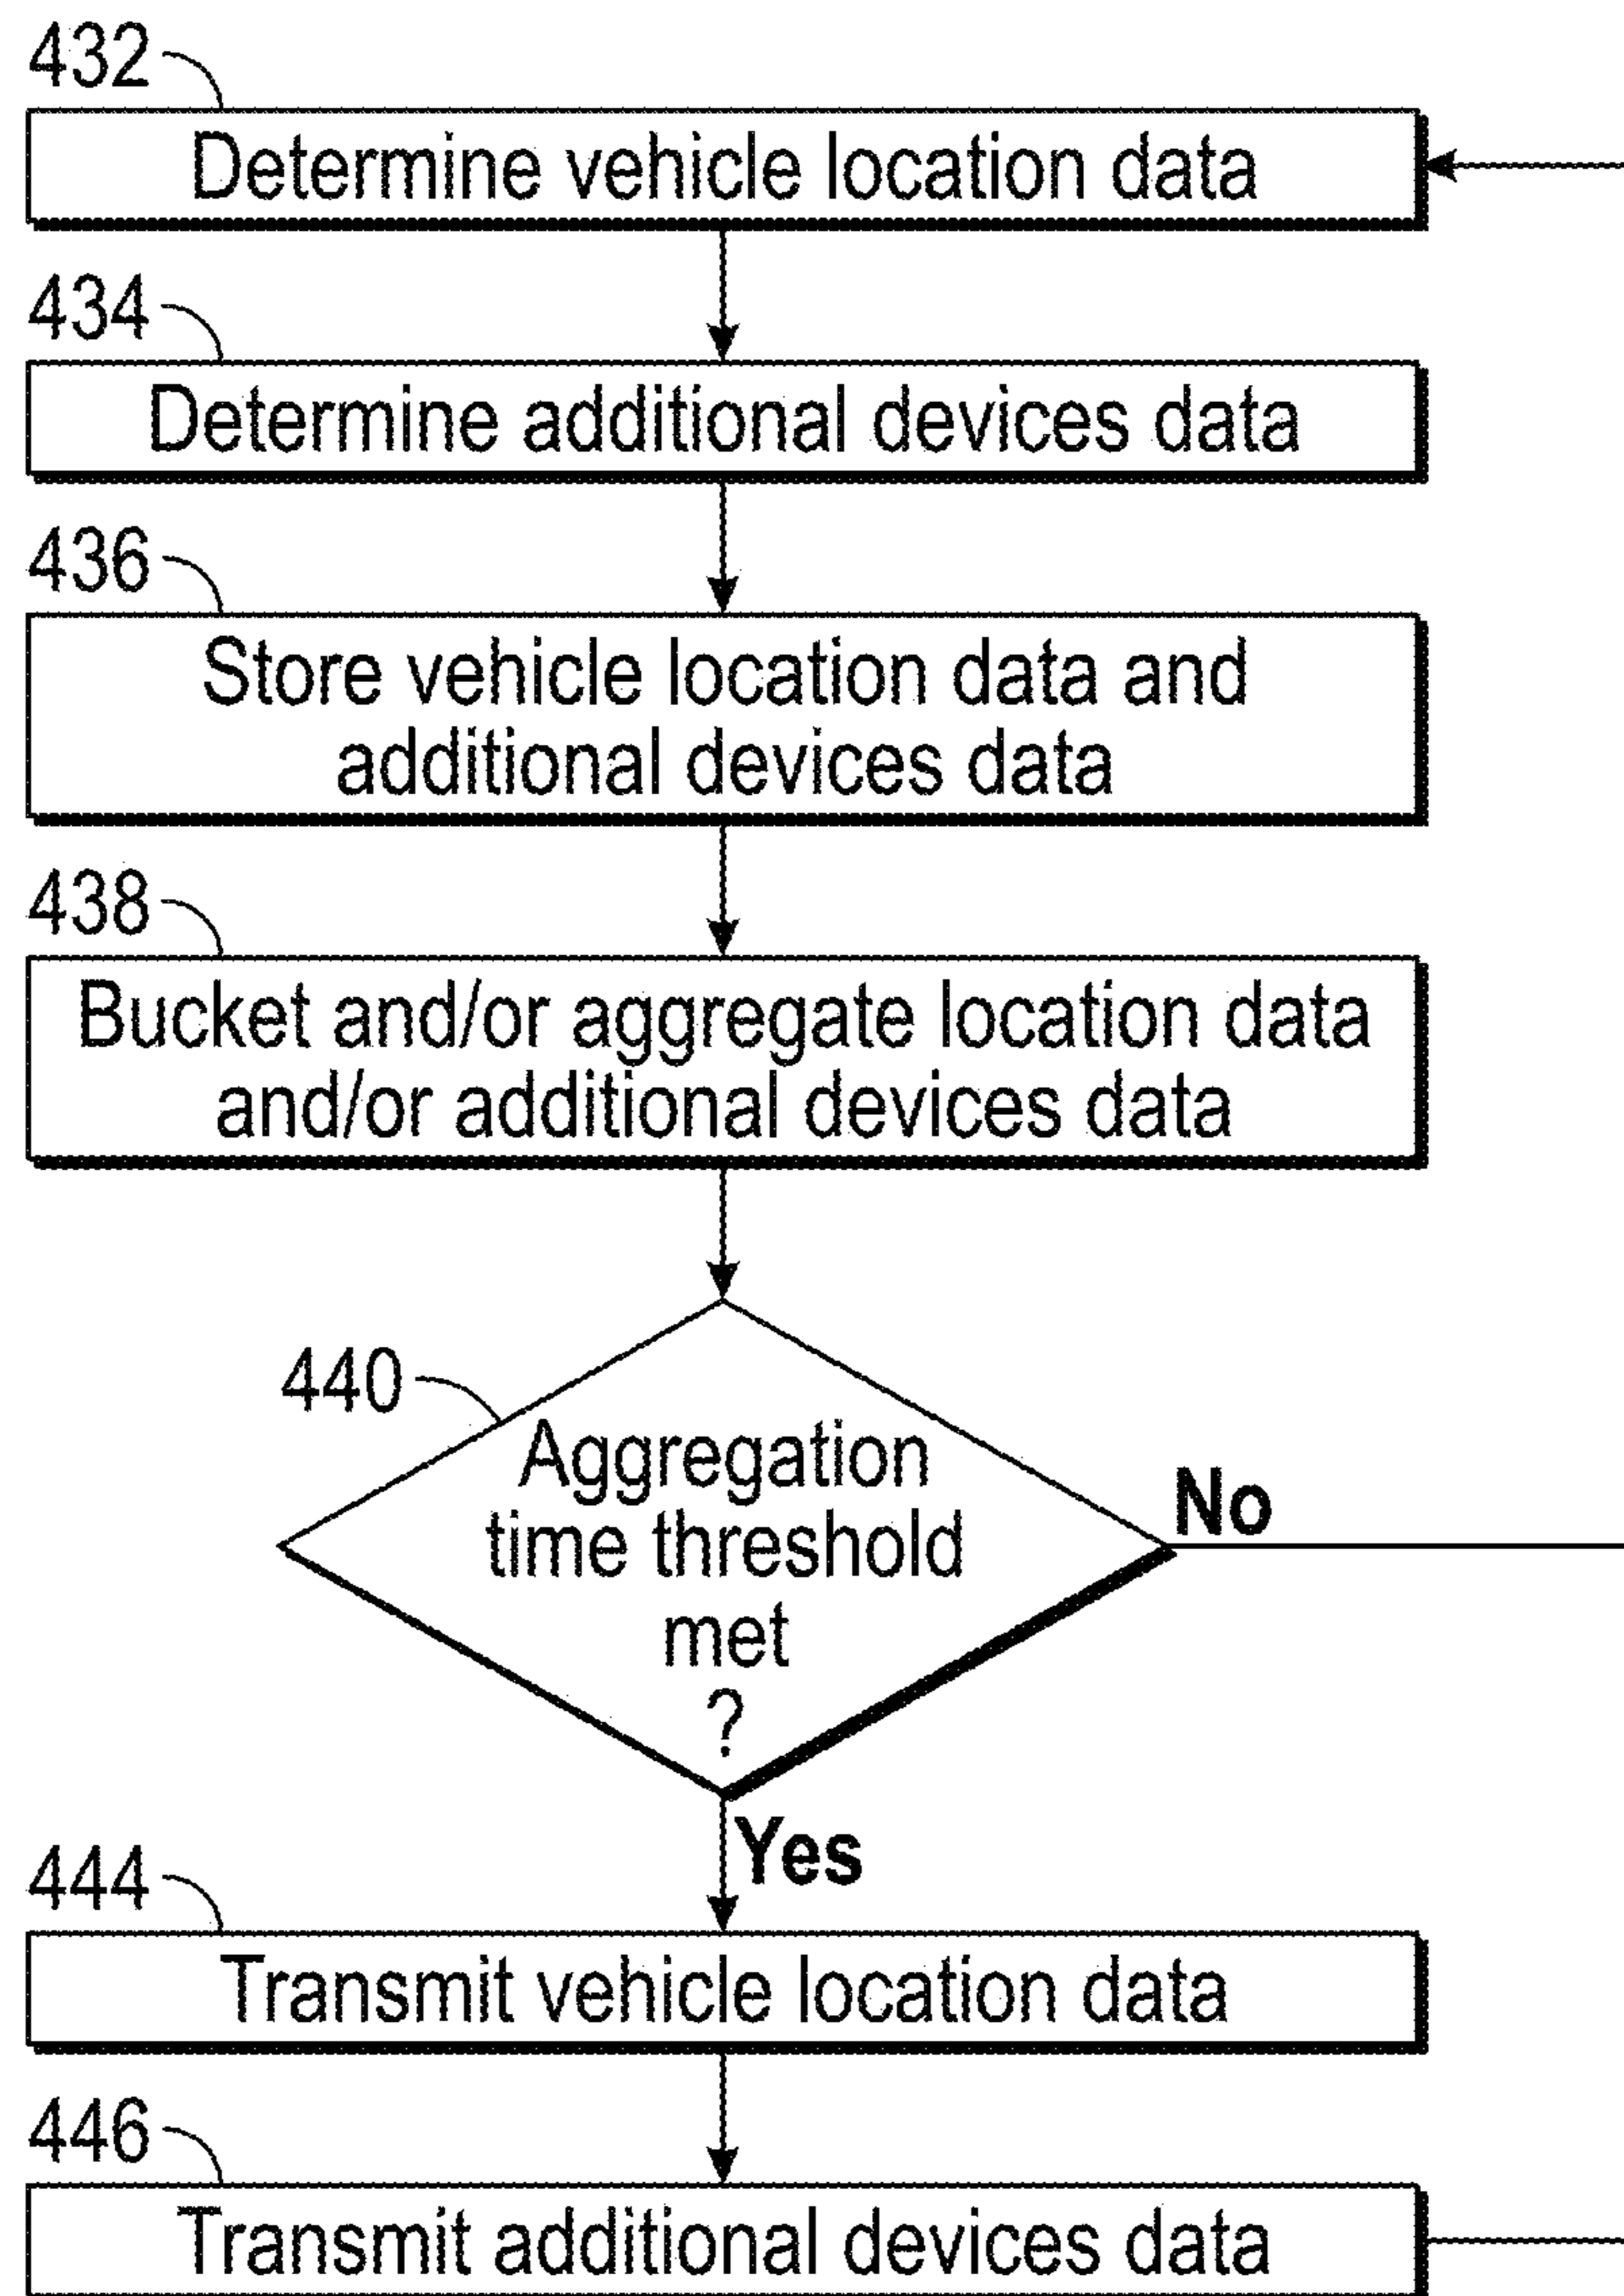 432
Determine vehicle location data
434
Determine additional devices data
436
Store vehicle location data and
additional devices data
438
Bucket and/or aggregate location data
and/or additional devices data
440
Aggregation
time threshold
met
?
No
Yes
444
Transmit vehicle location data
446
Transmit additional devices data